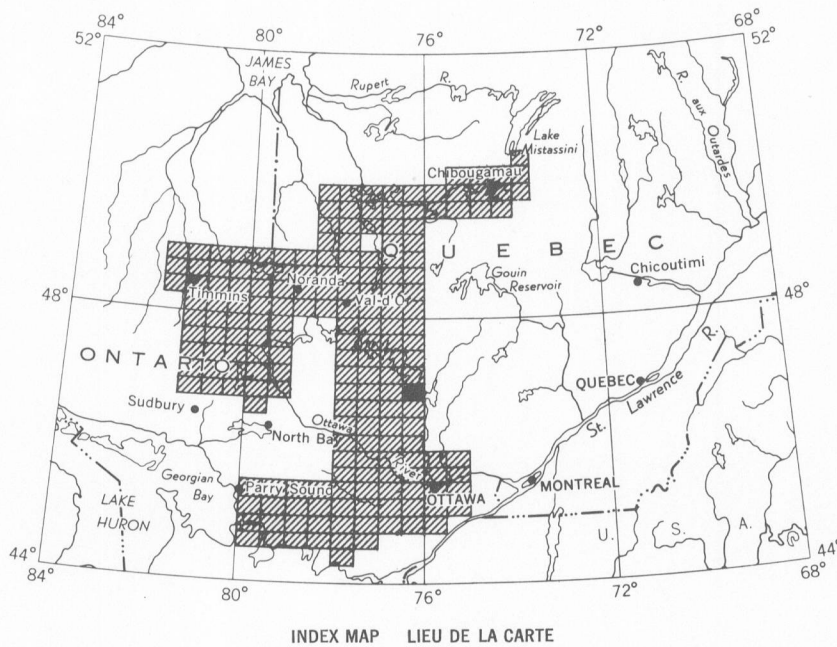 84°
80°
76°
72°
68°
52°
52°
JAMES
BAY
Rupert R.
R.
aux
Outardes
Lake
Mistassini
Chibougamau
QUEBEC
Gouin
Reservoir
Chicoutimi
Noranda
Timmins
Val-d'Or
48°
48°
ONTARIO
R.
QUEBEC
St. Lawrence
Sudbury
North Bay
Ottawa
River
Georgian
Bay
Parry Sound
OTTAWA
MONTREAL
LAKE
HURON
U. S. A.
44°
44°
84°
80°
76°
72°
68°
INDEX MAP LIEU DE LA CARTE